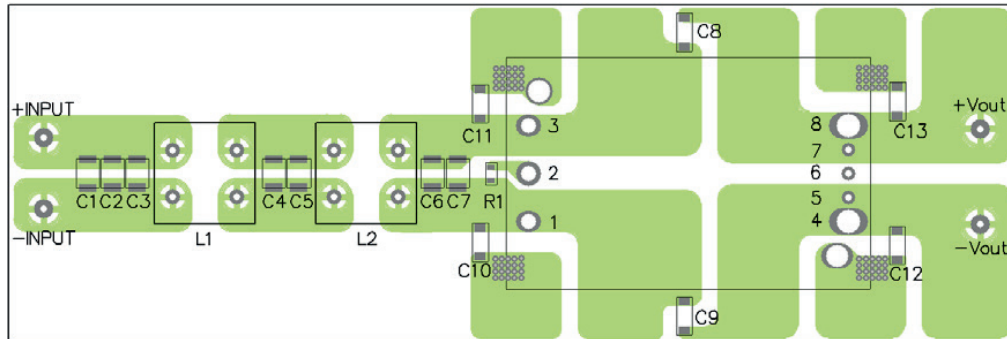 C8
+INPUT
C11
3
8
C13
+Vout
7
2
6
C1 C2 C3
C4 C5
C6 C7
R1
5
1
4
-INPUT
L1
L2
-Vout
C10
C12
C9